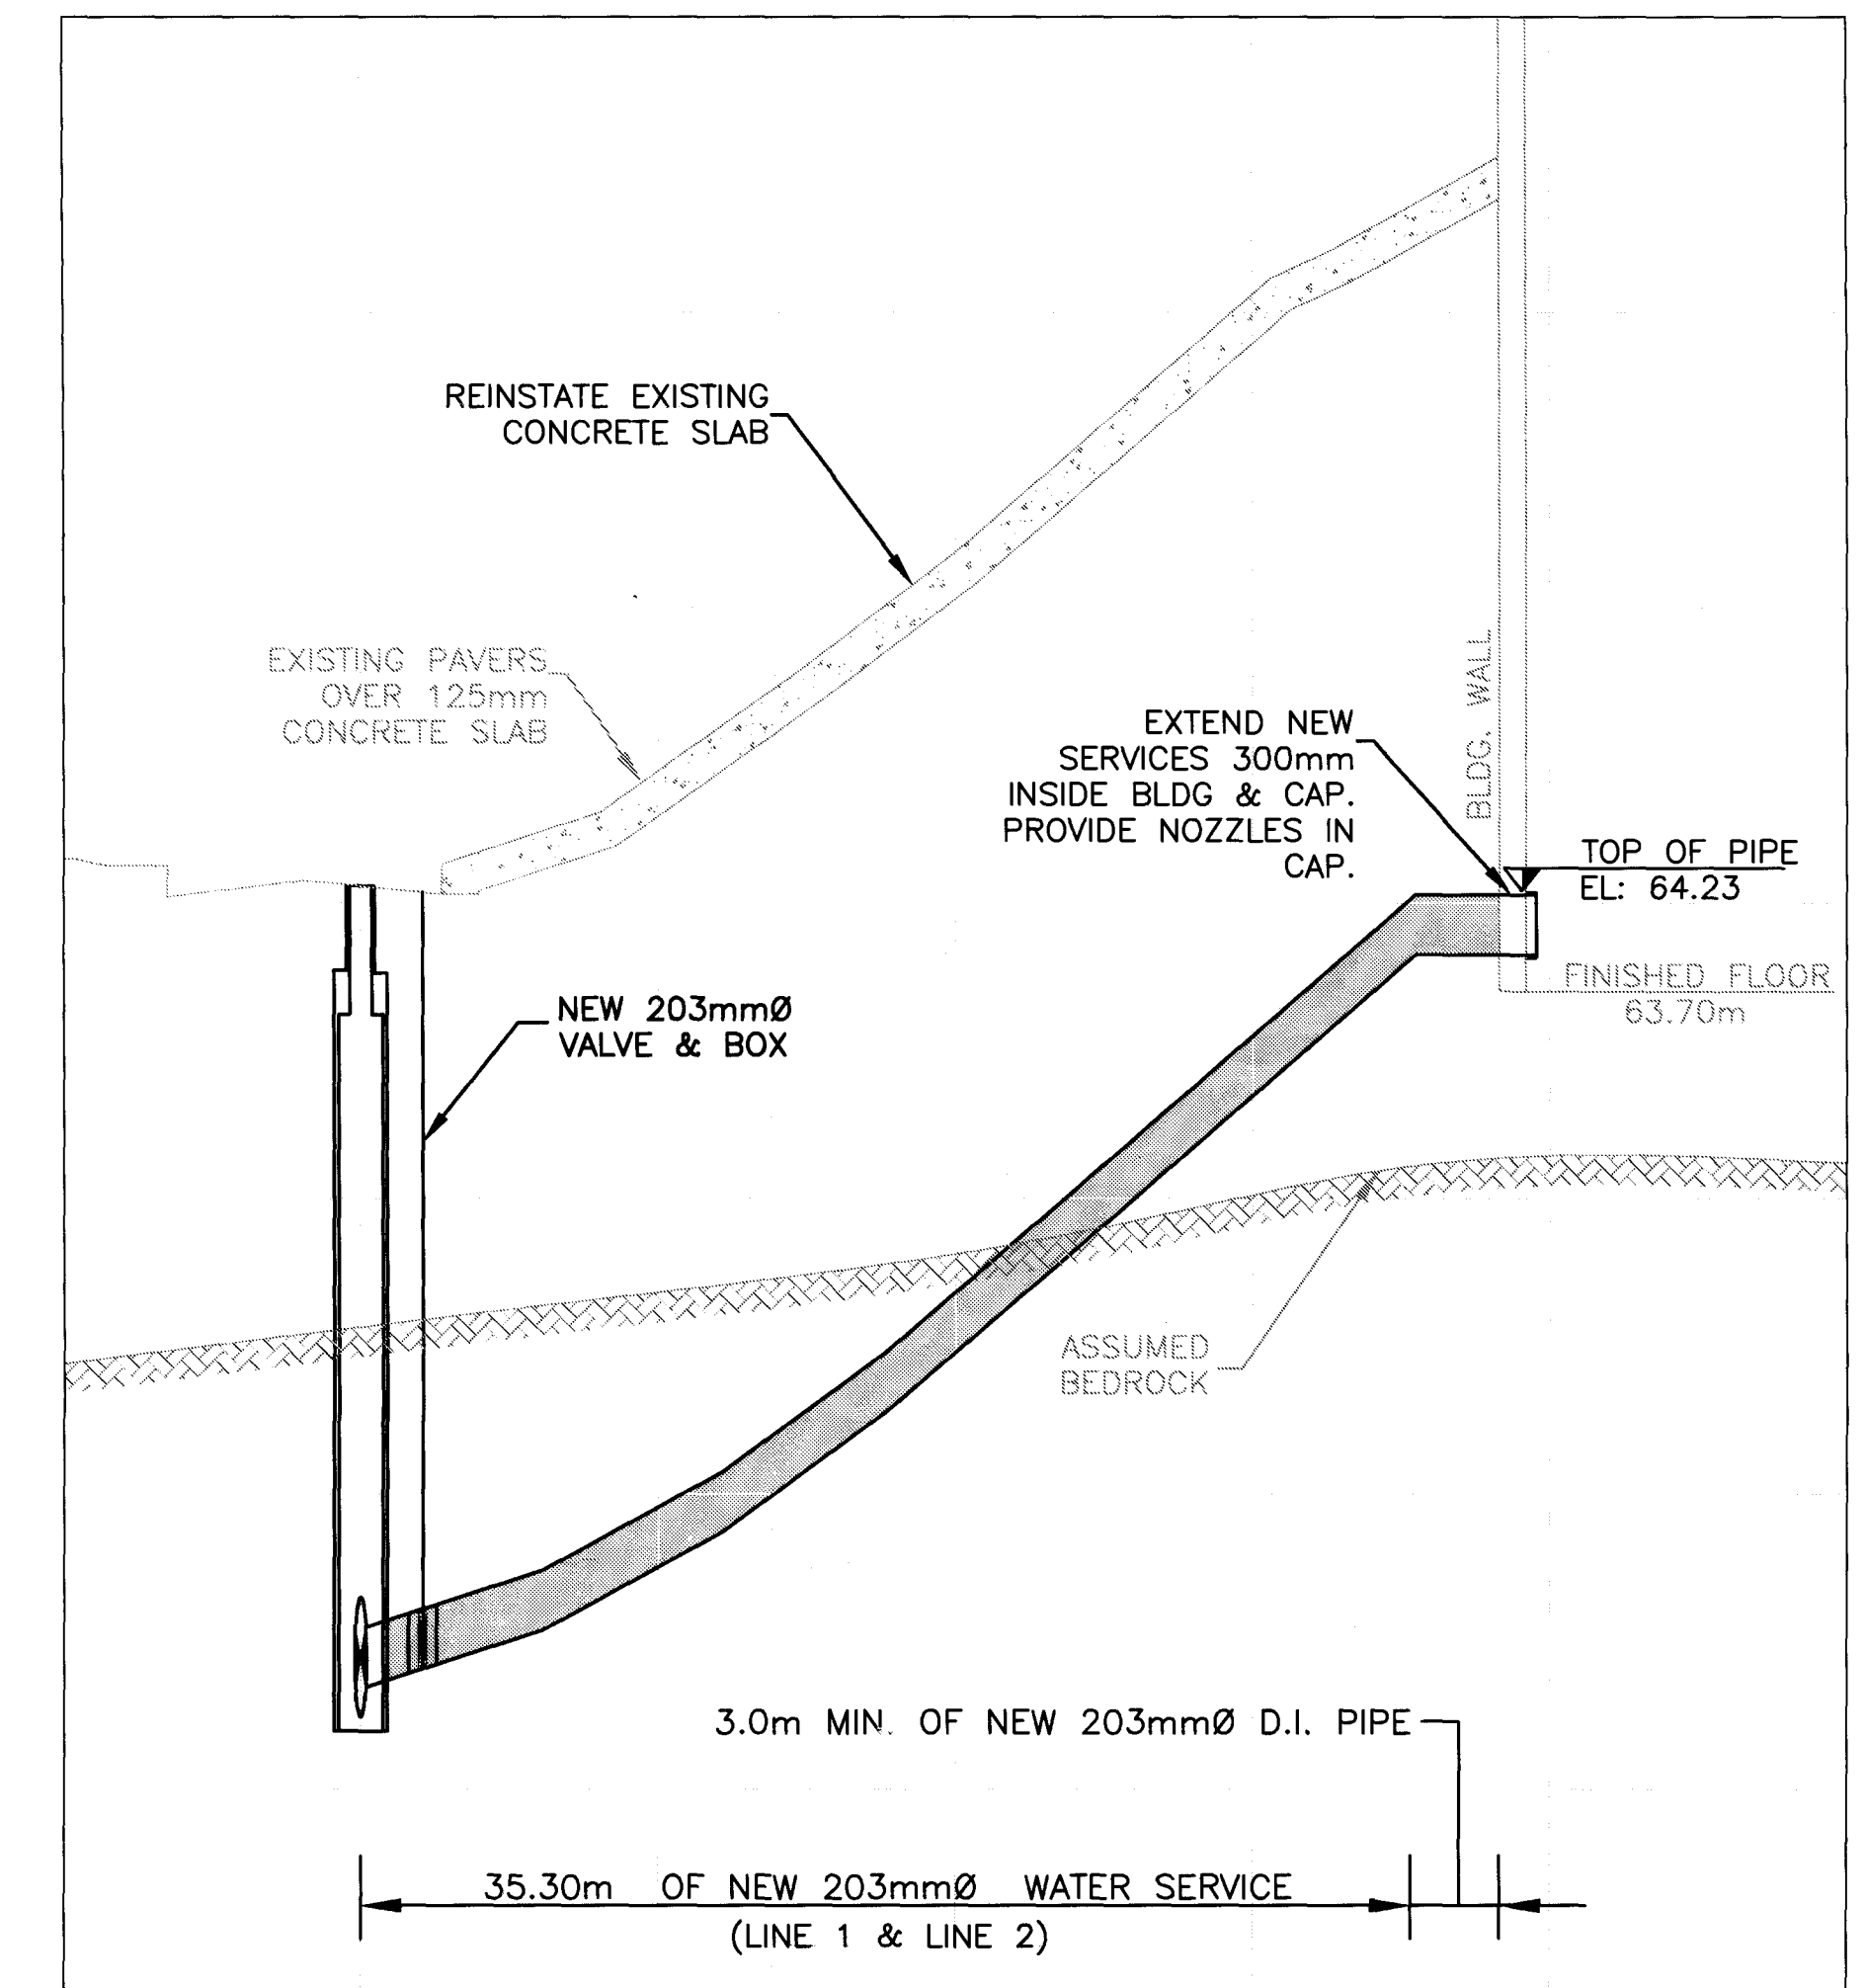 REINSTATE EXISTING
CONCRETE SLAB
EXISTING PAVERS
OVER 125mm
CONCRETE SLAB
BLDG. WALL
EXTEND NEW
SERVICES 300mm
INSIDE BLDG & CAP.
PROVIDE NOZZLES IN
CAP.
TOP OF PIPE
EL: 64.23
FINISHED FLOOR
63.70m
NEW 203mmØ
VALVE & BOX
ASSUMED
BEDROCK
3.0m MIN. OF NEW 203mmØ D.I. PIPE
35.30m OF NEW 203mmØ WATER SERVICE
(LINE 1 & LINE 2)